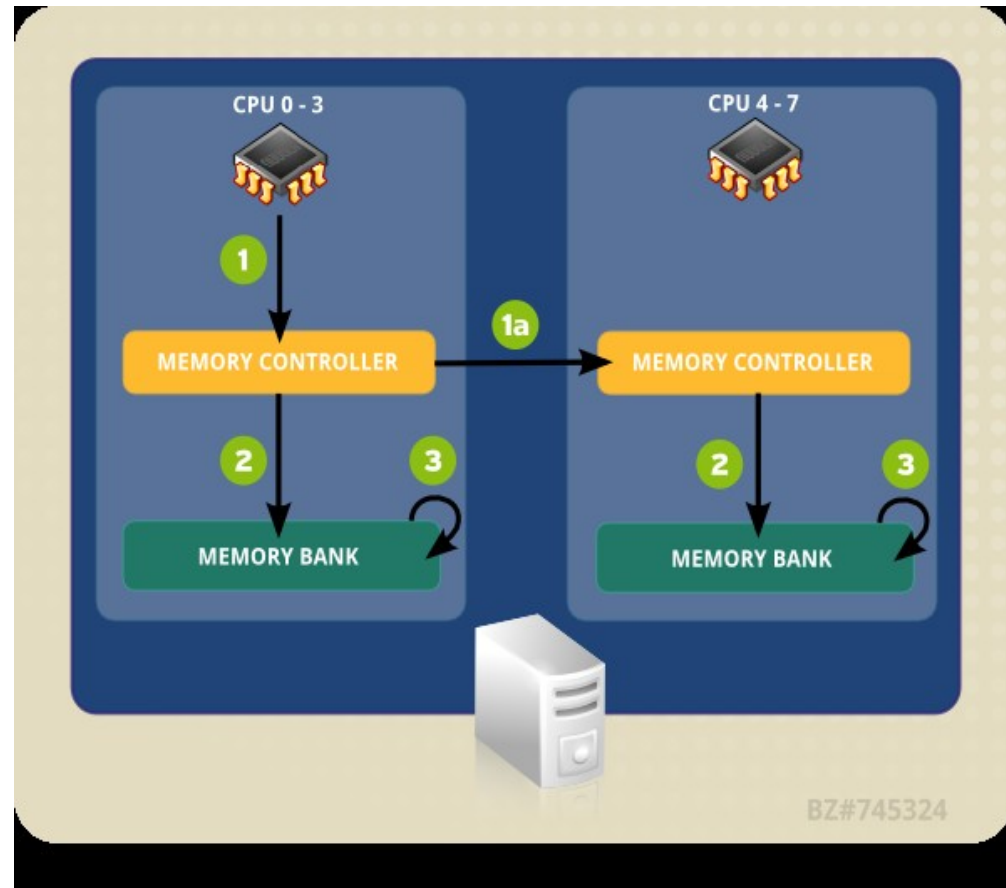 CPU 0 - 3
CPU 4 - 7
1
1a
MEMORY CONTROLLER
MEMORY CONTROLLER
2
3
2
3
MEMORY BANK
MEMORY BANK
BZ#745324